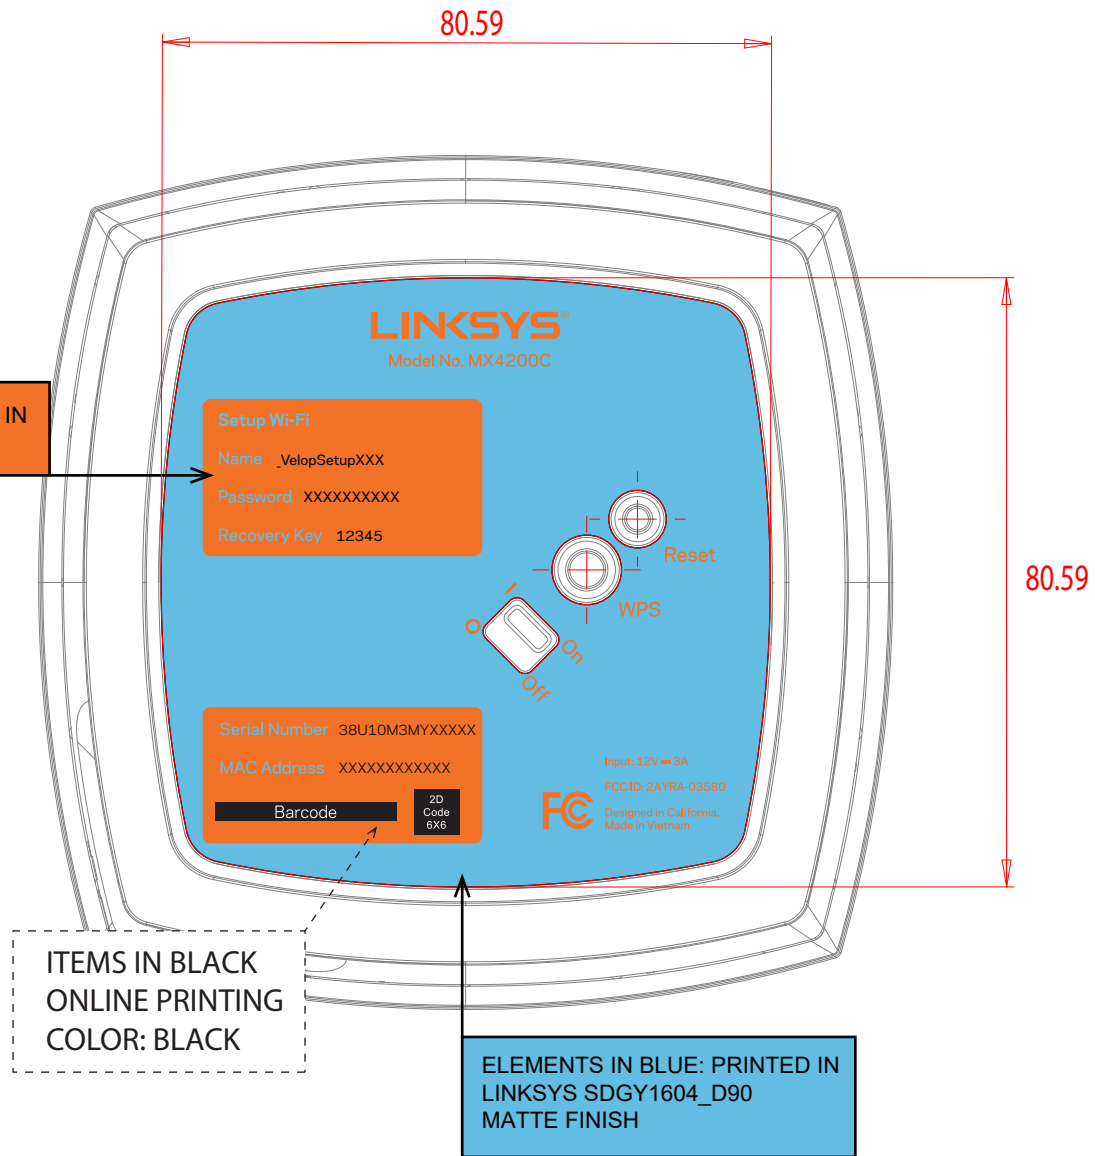 80.59
LINKSYS®
Model No. MX4200C
IN
Setup Wi-Fi
Name _VelopSetupXXX
Password XXXXXXXXXX
Recovery Key 12345
Reset
80.59
WPS
I
O
On
Off
Serial Number 38U10M3MYXXXXX
MAC Address XXXXXXXXXXXX
Barcode
2D
Code
6X6
Input: 12V ⎓ 3A
FCC ID: 2AYRA-03580
FC
Designed in California,
Made in Vietnam
ITEMS IN BLACK
ONLINE PRINTING
COLOR: BLACK
ELEMENTS IN BLUE: PRINTED IN
LINKSYS SDGY1604_D90
MATTE FINISH